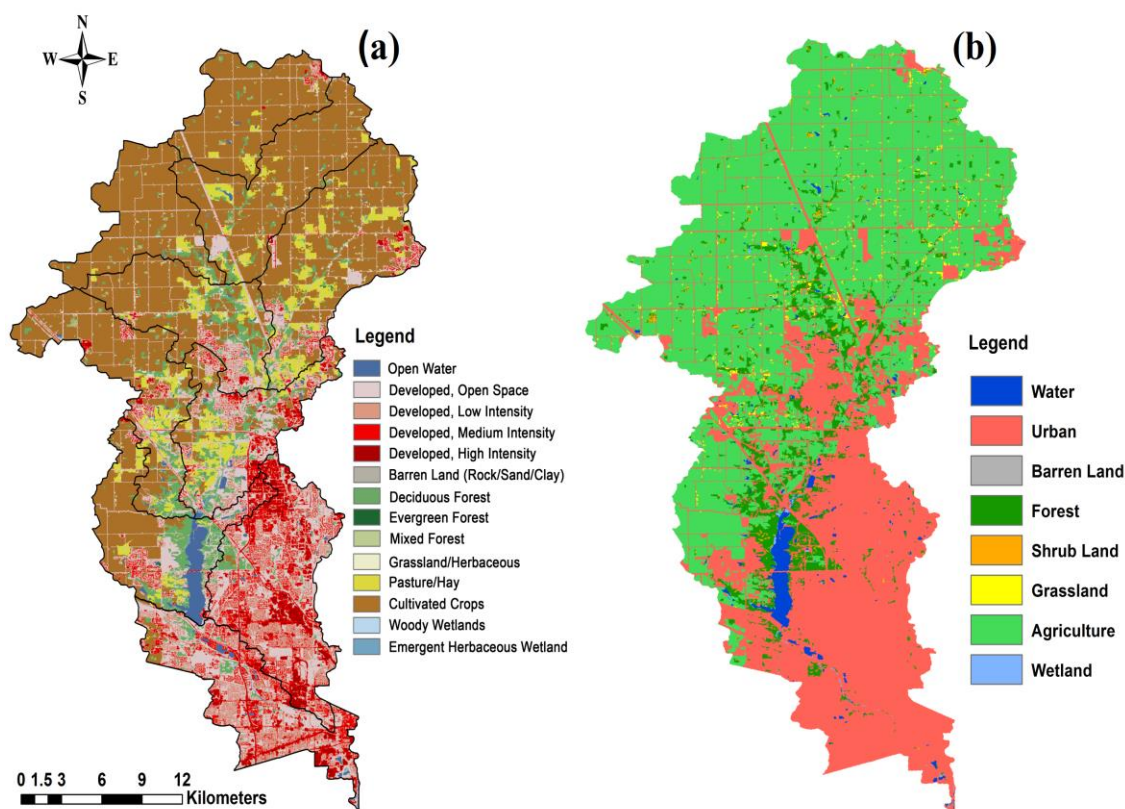 N
W E
S
(a)
Legend
Open Water
Developed, Open Space
Developed, Low Intensity
Developed, Medium Intensity
Developed, High Intensity
Barren Land (Rock/Sand/Clay)
Deciduous Forest
Evergreen Forest
Mixed Forest
Grassland/Herbaceous
Pasture/Hay
Cultivated Crops
Woody Wetlands
Emergent Herbaceous Wetland
0 1.5 3 6 9 12
Kilometers
(b)
Legend
Water
Urban
Barren Land
Forest
Shrub Land
Grassland
Agriculture
Wetland